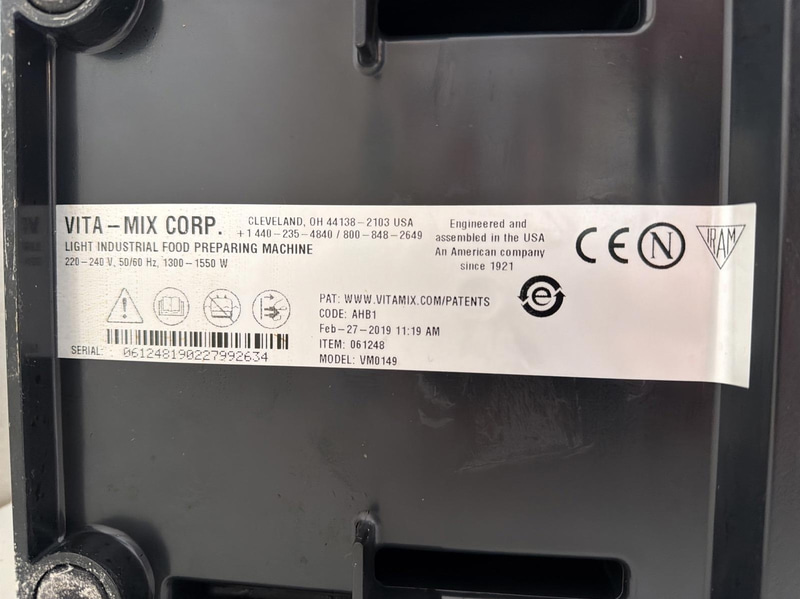 VITA-MIX CORP.
CLEVELAND, OH 44138-2103 USA
+1 440-235-4840 / 800-848-2649
LIGHT INDUSTRIAL FOOD PREPARING MACHINE
220-240 V, 50/60 Hz, 1300-1550 W
Engineered and
assembled in the USA
An American company
since 1921
CE
N
IRAM
e
PAT: WWW.VITAMIX.COM/PATENTS
CODE: AHB1
Feb-27-2019 11:19 AM
ITEM: 061248
MODEL: VM0149
SERIAL: 061248190227992634